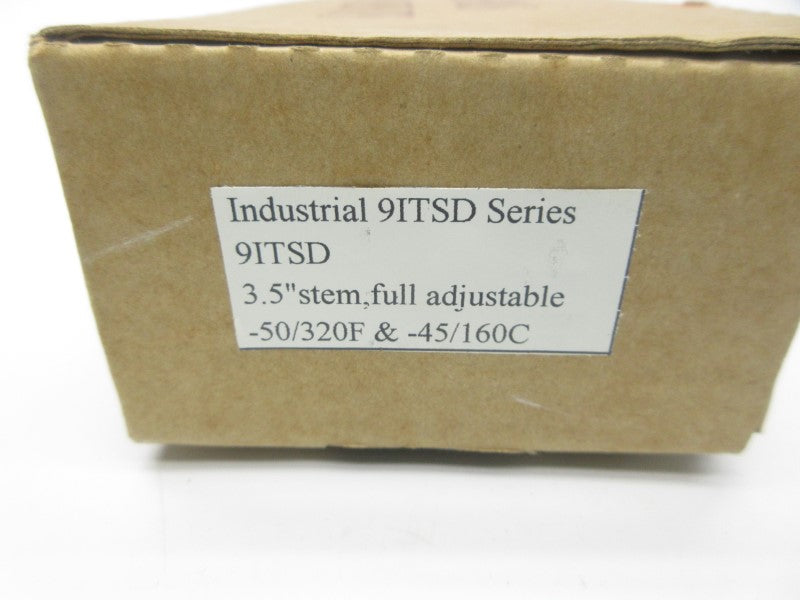 Industrial 9ITSD Series
9ITSD
3.5"stem,full adjustable
-50/320F & -45/160C